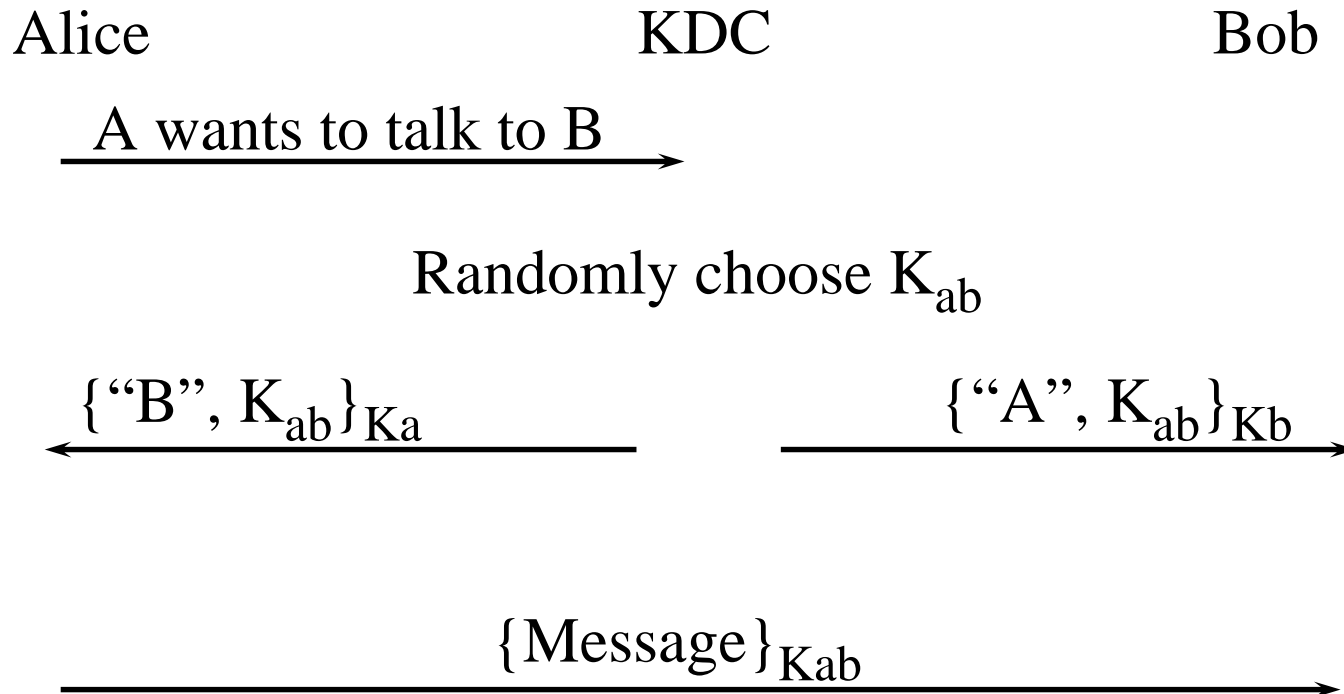 Alice KDC Bob
A wants to talk to B
Randomly choose Kab
{“B”, Kab}Ka {“A”, Kab}Kb
{Message}Kab